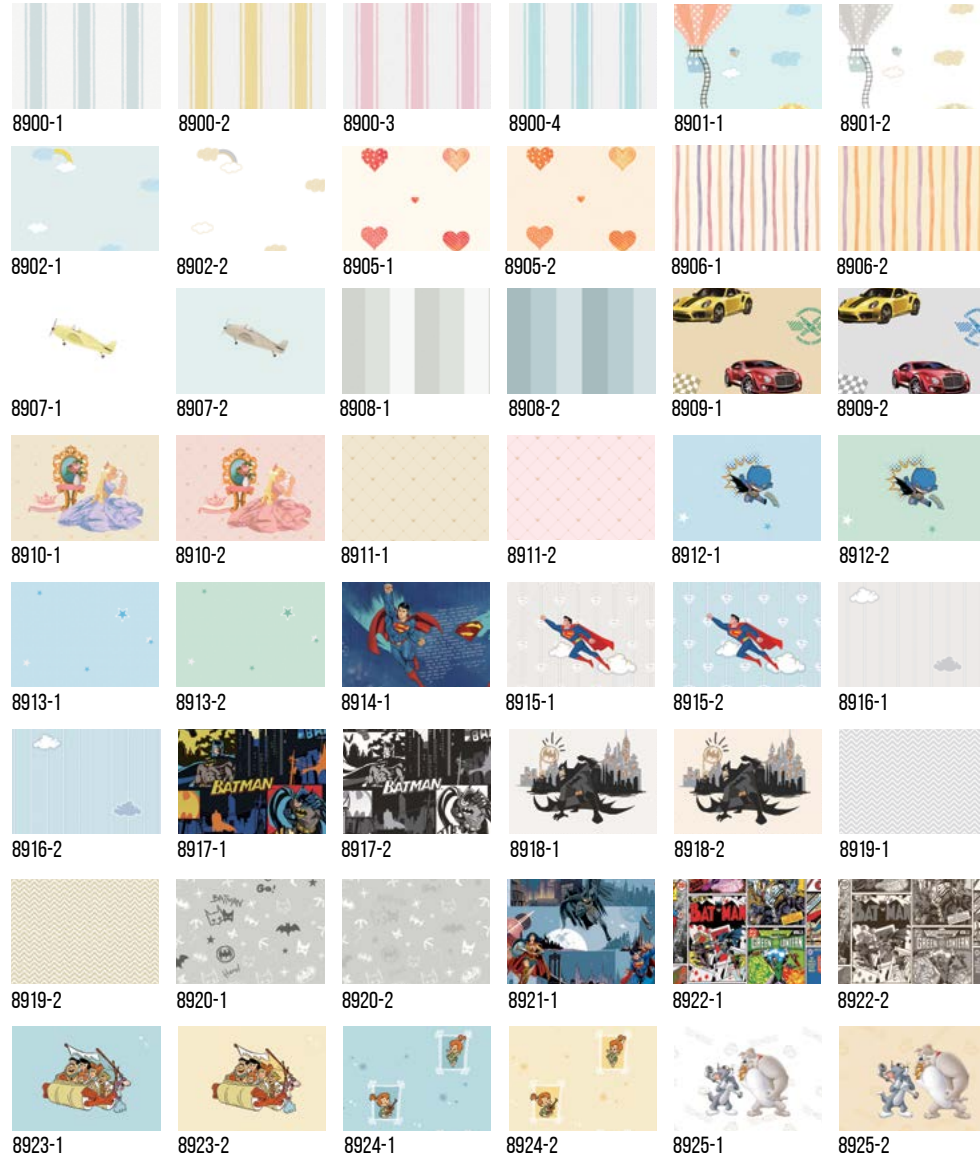 8900-1 8900-2 8900-3 8900-4 8901-1 8901-2
8902-1 8902-2 8905-1 8905-2 8906-1 8906-2
8907-1 8907-2 8908-1 8908-2 8909-1 8909-2
8910-1 8910-2 8911-1 8911-2 8912-1 8912-2
8913-1 8913-2 8914-1 8915-1 8915-2 8916-1
BATMAN BATMAN
8916-2 8917-1 8917-2 8918-1 8918-2 8919-1
Go!
BATMAN
BATMAN BATMAN
GREEN LANTERN GREEN LANTERN
8919-2 8920-1 8920-2 8921-1 8922-1 8922-2
8923-1 8923-2 8924-1 8924-2 8925-1 8925-2